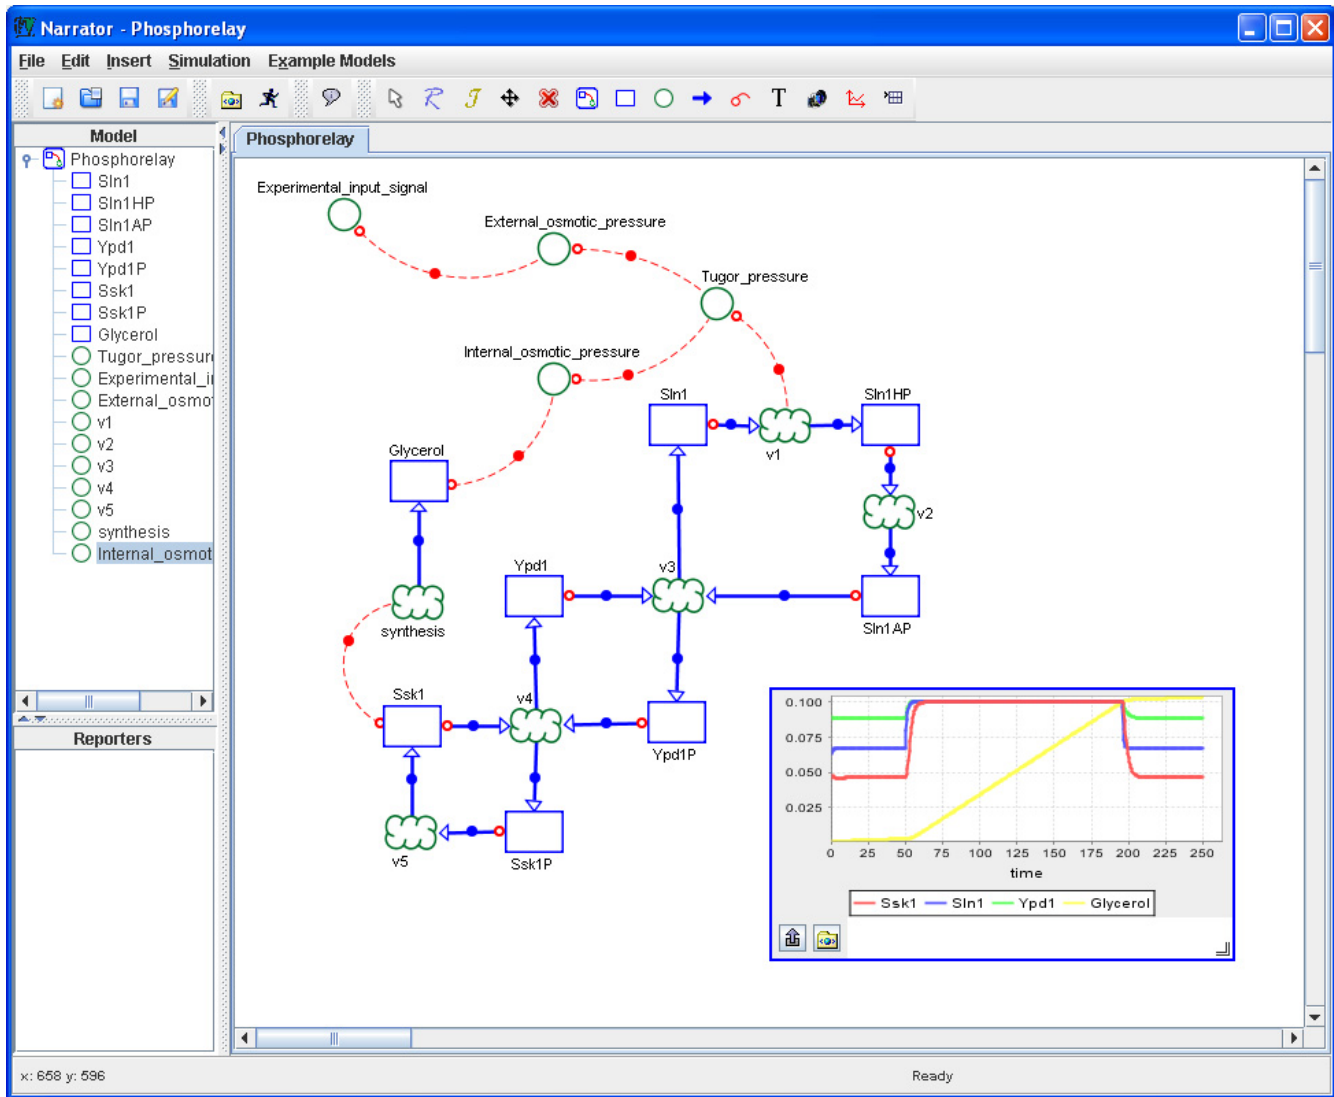 Narrator - Phosphorelay
File Edit Insert Simulation Example Models
T
Model
Phosphorelay
Sln1
Sln1HP
Sln1AP
Ypd1
Ypd1P
Ssk1
Ssk1P
Glycerol
Tugor_pressur
Experimental_i
External_osmo
v1
v2
v3
v4
v5
synthesis
Internal_osmot
Reporters
Phosphorelay
Experimental_input_signal
External_osmotic_pressure
Tugor_pressure
Internal_osmotic_pressure
Sln1
Sln1HP
v1
Glycerol
v2
Ypd1
v3
synthesis
Sln1AP
Ssk1
v4
Ypd1P
v5
Ssk1P
0.100
0.075
0.050
0.025
0 25 50 75 100 125 150 175 200 225 250
time
Ssk1 Sln1 Ypd1 Glycerol
x: 658 y: 596
Ready